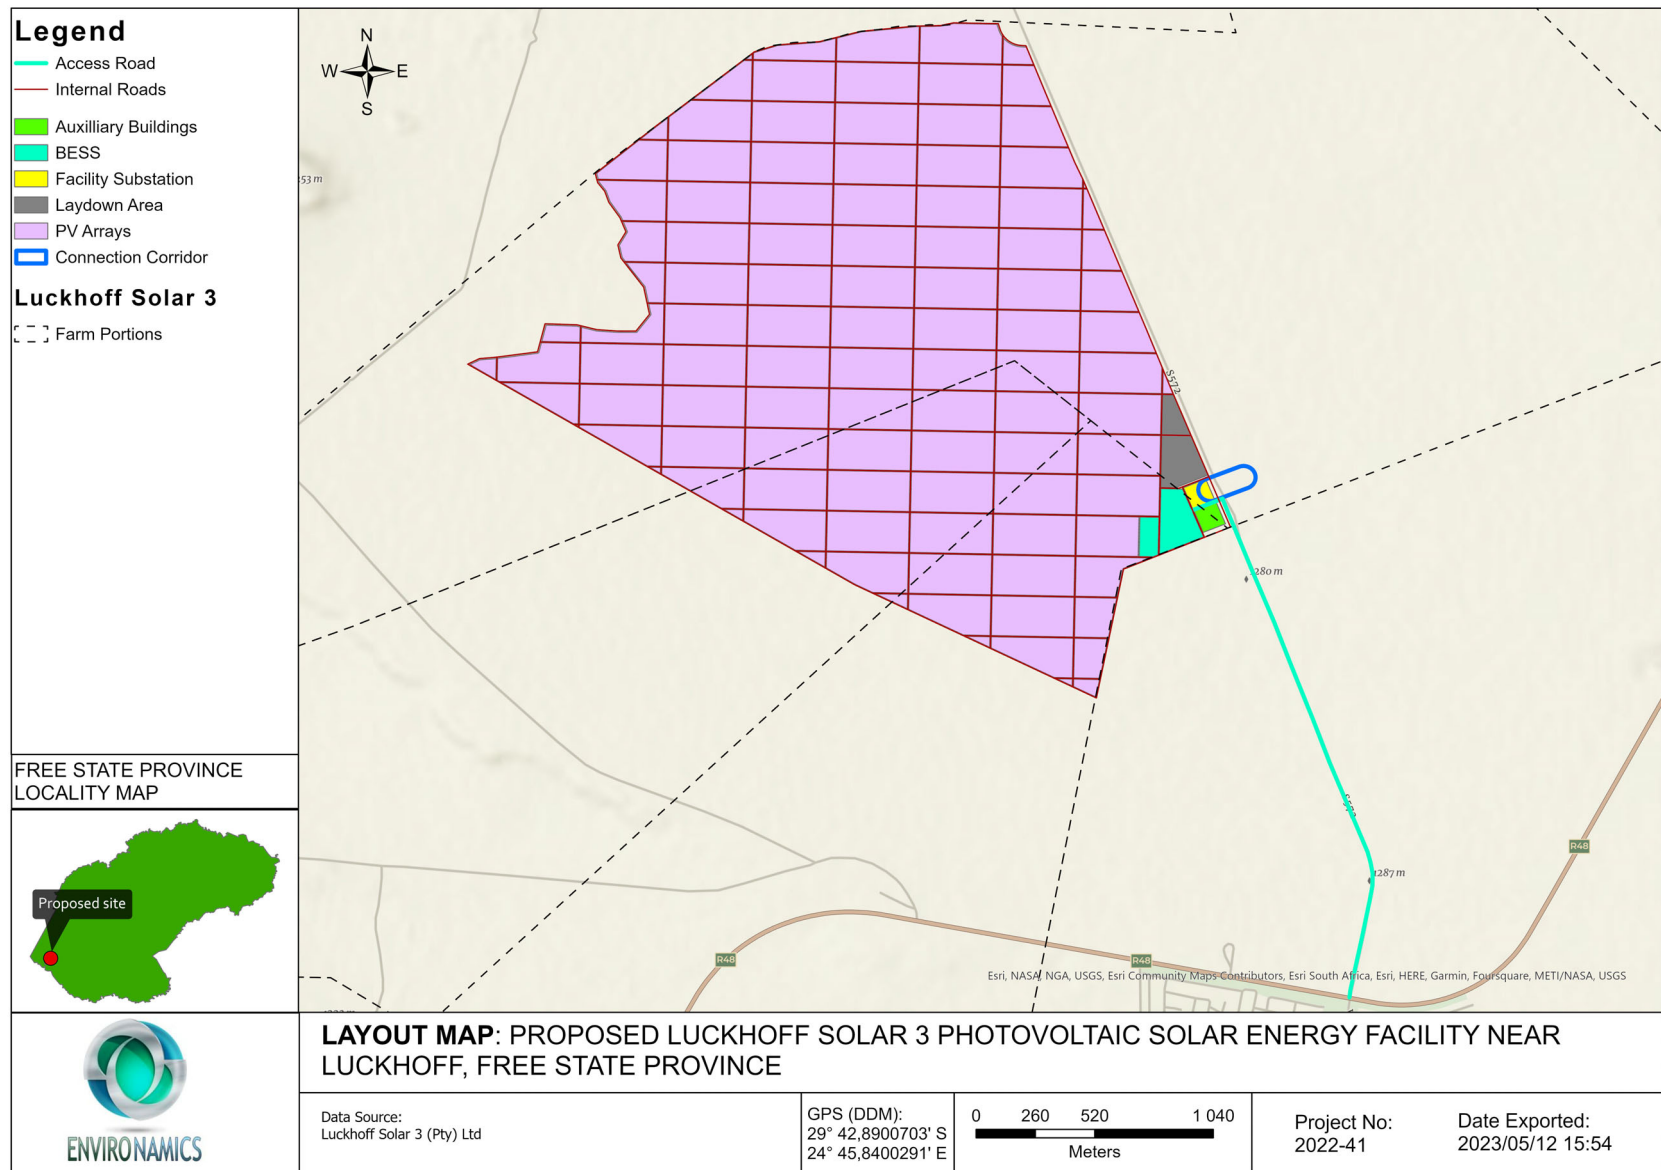 Legend
Access Road
Internal Roads
Auxilliary Buildings
BESS
Facility Substation
Laydown Area
PV Arrays
Connection Corridor
Luckhoff Solar 3
Farm Portions
FREE STATE PROVINCE
LOCALITY MAP
Proposed site
ENVIRONAMICS
N
W E
S
53 m
S572
280 m
S572
1287 m
R48
R48
R48
Esri, NASA, NGA, USGS, Esri Community Maps Contributors, Esri South Africa, Esri, HERE, Garmin, Foursquare, METI/NASA, USGS
LAYOUT MAP: PROPOSED LUCKHOFF SOLAR 3 PHOTOVOLTAIC SOLAR ENERGY FACILITY NEAR
LUCKHOFF, FREE STATE PROVINCE
Data Source:
Luckhoff Solar 3 (Pty) Ltd
GPS (DDM):
29° 42,8900703' S
24° 45,8400291' E
0 260 520 1 040
Meters
Project No:
2022-41
Date Exported:
2023/05/12 15:54